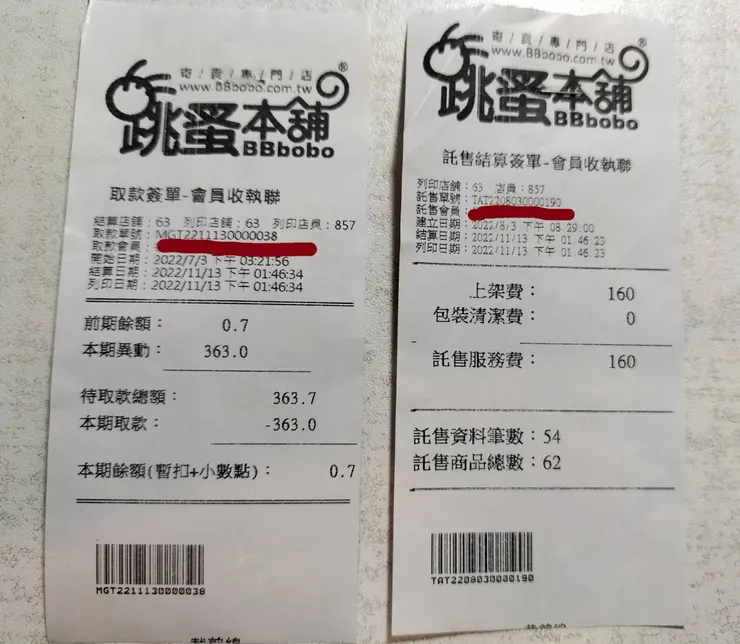 寄/賣/專/門/店
www.BBbobo.com.tw
跳蚤本舖®
BBbobo
取款簽單-會員收執聯
結算店舖：63 列印店舖：63 列印店員：857
取款單號：MGT2211130000038
取款會員：
開始日期：2022/7/3 下午 03:21:56
結算日期：2022/11/13 下午 01:46:34
列印日期：2022/11/13 下午 01:46:34
前期餘額： 0.7
本期異動： 363.0
待取款總額： 363.7
本期取款： -363.0
本期餘額(暫扣+小數點)： 0.7
MGT2211130000038
裁剪線
寄/賣/專/門/店
www.BBbobo.com.tw
跳蚤本舖®
BBbobo
託售結算簽單-會員收執聯
列印店舖：63 店員：857
託售單號：TAT2208030000190
託售會員：
建立日期：2022/8/3 下午 08:29:00
結算日期：2022/11/13 下午 01:46:23
列印日期：2022/11/13 下午 01:46:23
上架費： 160
包裝清潔費： 0
託售服務費： 160
託售資料筆數：54
託售商品總數：62
TAT2208030000190
裁剪線